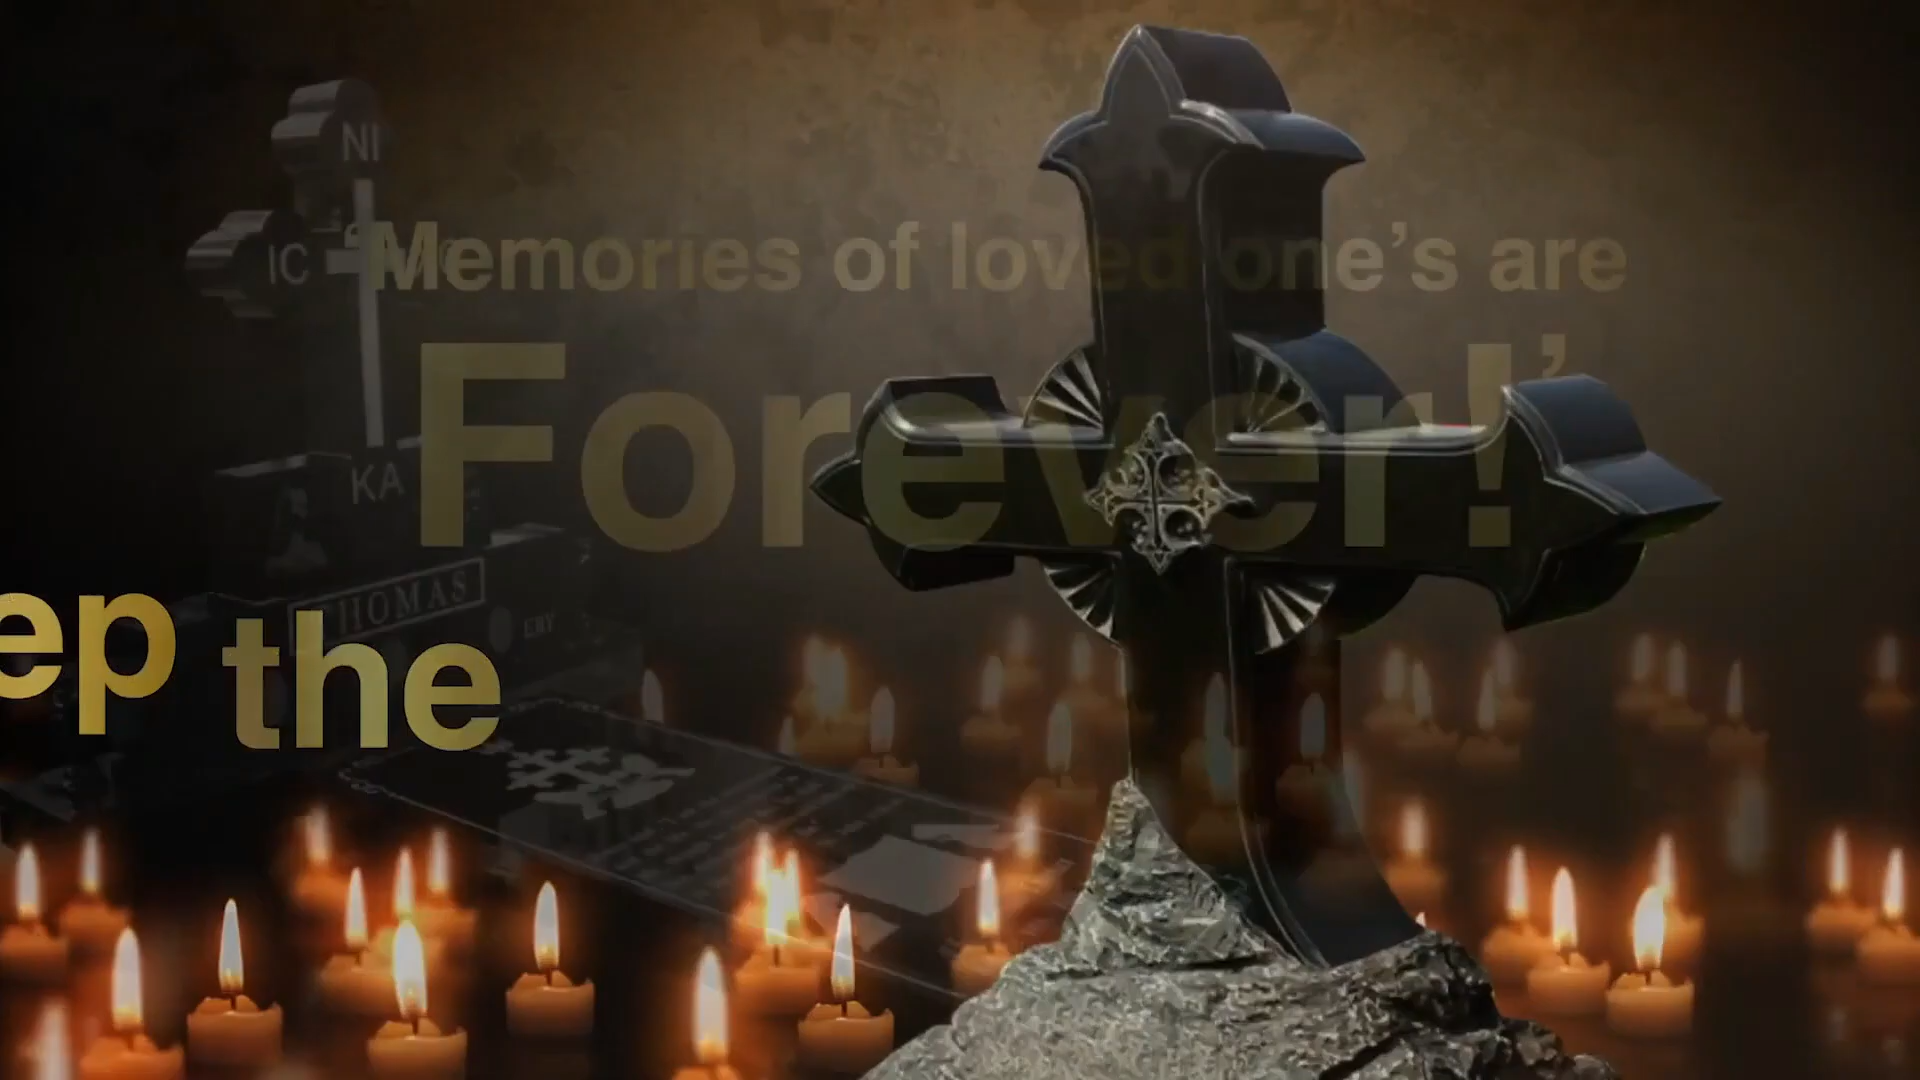 NI
IC
Memories of loved one’s are
Forever!’
KA
THOMAS
ep the